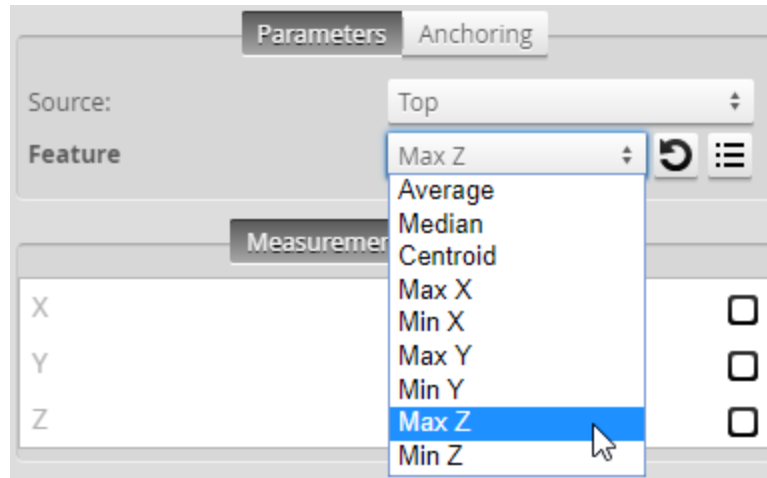 Parameters Anchoring
Source: Top
Feature Max Z
Average
Median
Centroid
Max X
Min X
Max Y
Min Y
Max Z
Min Z
X
Y
Z